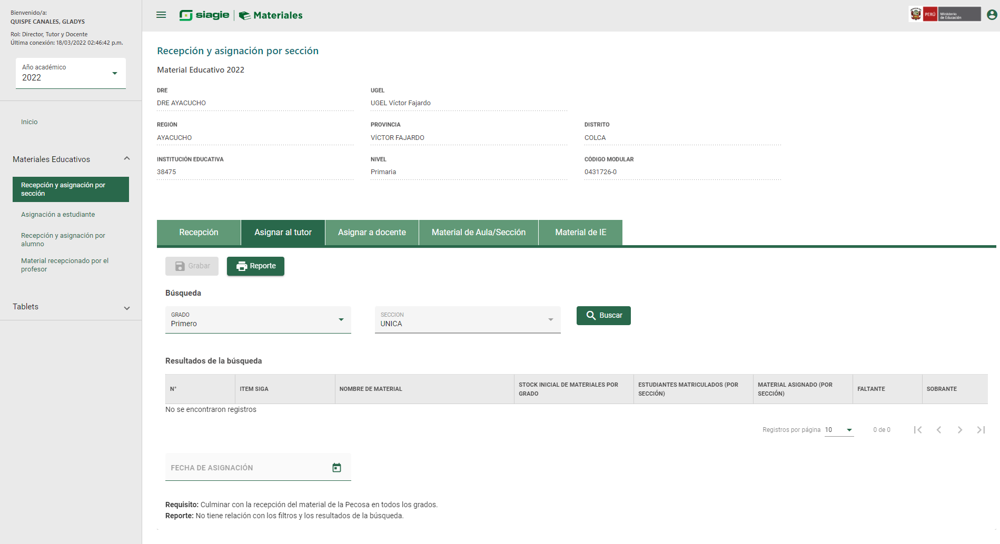 Bienvenido/a:
QUISPE CANALES, GLADYS
Rol: Director, Tutor y Docente
Última conexión: 18/03/2022 02:46:42 p.m.
Año académico
2022
Inicio
Materiales Educativos
Recepción y asignación por
sección
Asignación a estudiante
Recepción y asignación por
alumno
Material recepcionado por el
profesor
Tablets
siagie Materiales
PERÚ Ministerio
de Educación
Recepción y asignación por sección
Material Educativo 2022
DRE UGEL
DRE AYACUCHO UGEL Víctor Fajardo
REGIÓN PROVINCIA DISTRITO
AYACUCHO VÍCTOR FAJARDO COLCA
INSTITUCIÓN EDUCATIVA NIVEL CÓDIGO MODULAR
38475 Primaria 0431726-0
Recepción Asignar al tutor Asignar a docente Material de Aula/Sección Material de IE
Grabar Reporte
Búsqueda
GRADO SECCION
Primero UNICA Buscar
Resultados de la búsqueda
N° ITEM SIGA NOMBRE DE MATERIAL STOCK INICIAL DE MATERIALES POR GRADO ESTUDIANTES MATRICULADOS (POR SECCIÓN) MATERIAL ASIGNADO (POR SECCIÓN) FALTANTE SOBRANTE
No se encontraron registros
Registros por página 10 0 de 0
FECHA DE ASIGNACIÓN
Requisito: Culminar con la recepción del material de la Pecosa en todos los grados.
Reporte: No tiene relación con los filtros y los resultados de la búsqueda.